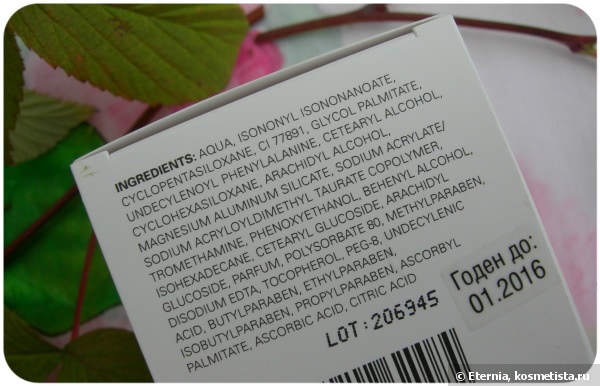 INGREDIENTS: AQUA, ISONONYL ISONONANOATE,
CYCLOPENTASILOXANE, CI 77891, GLYCOL PALMITATE,
UNDECYLENOYL PHENYLALANINE, CETEARYL ALCOHOL,
CYCLOHEXASILOXANE, ARACHIDYL ALCOHOL,
MAGNESIUM ALUMINUM SILICATE, SODIUM ACRYLATE/
SODIUM ACRYLOYLDIMETHYL TAURATE COPOLYMER,
TROMETHAMINE, PHENOXYETHANOL, BEHENYL ALCOHOL,
ISOHEXADECANE, CETEARYL GLUCOSIDE, ARACHIDYL
GLUCOSIDE, PARFUM, POLYSORBATE 80, METHYLPARABEN,
DISODIUM EDTA, TOCOPHEROL, PEG-8, UNDECYLENIC
ACID, BUTYLPARABEN, ETHYLPARABEN,
ISOBUTYLPARABEN, PROPYLPARABEN, ASCORBYL
PALMITATE, ASCORBIC ACID, CITRIC ACID
LOT: 206945
Годен до:
01.2016
© Eternia, kosmetista.ru